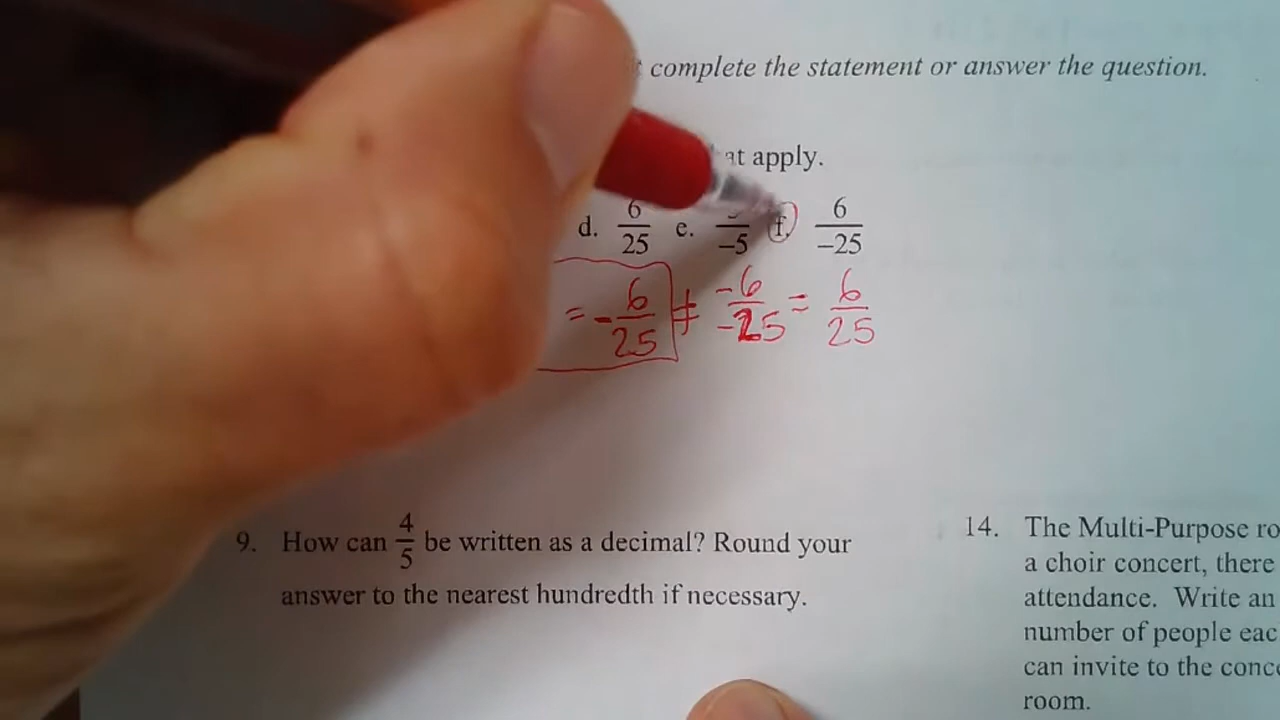 complete the statement or answer the question.
at apply.
d. 6/25 e. /-5 f. 6/-25
= -6/25 ≠ -6/-25 = 6/25
9. How can 4/5 be written as a decimal? Round your
answer to the nearest hundredth if necessary.
14. The Multi-Purpose ro
a choir concert, there
attendance. Write an
number of people eac
can invite to the conce
room.